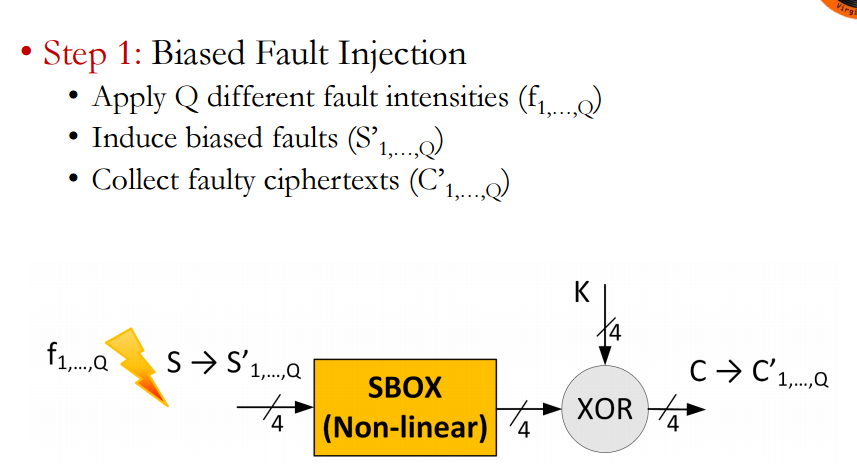 • Step 1: Biased Fault Injection
• Apply Q different fault intensities (f1,…,Q)
• Induce biased faults (S’1,…,Q)
• Collect faulty ciphertexts (C’1,…,Q)
K
4
f1,…,Q
S → S’1,…,Q
C → C’1,…,Q
SBOX
(Non-linear)
XOR
4
4
4